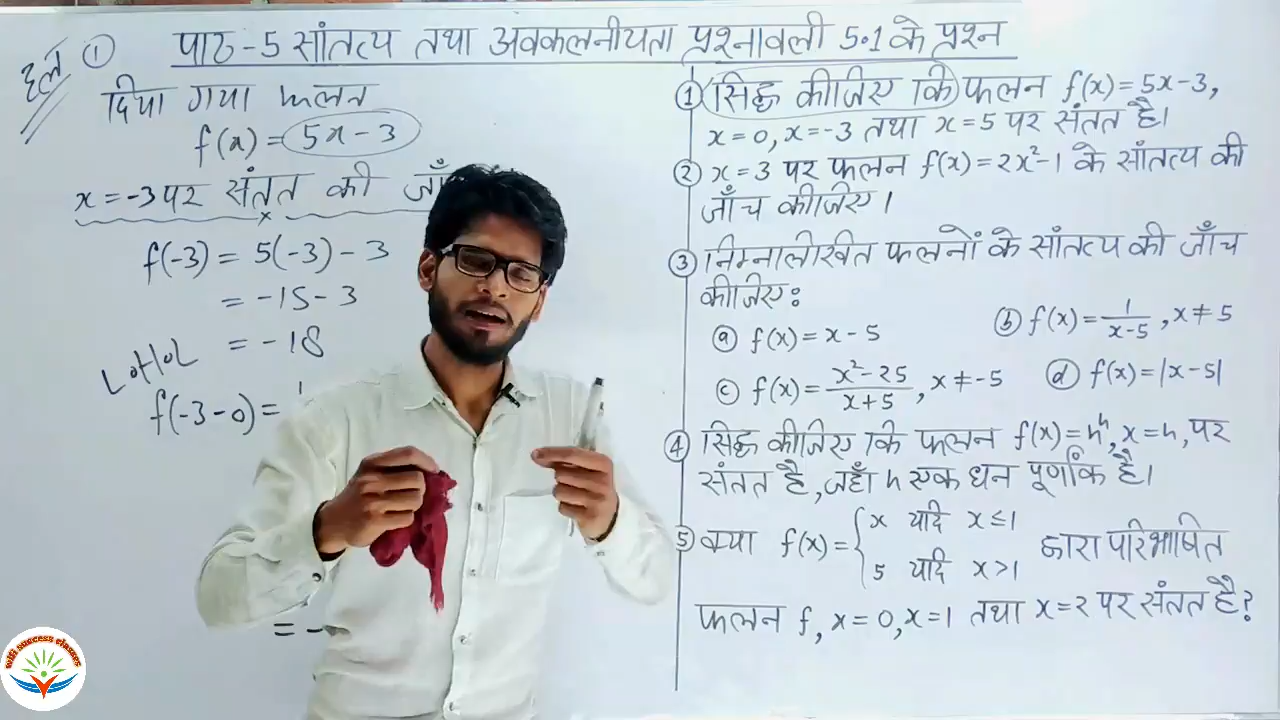 पाठ-5 सांतत्य तथा अवकलनीयता प्रश्नावली 5.1 के प्रश्न
हल ①
दिया गया फलन
f(x) = 5x-3
x=-3 पर संतत की जाँ
f(-3) = 5(-3) - 3
= -15-3
= -18
f(-3-0)=
= -
① सिद्ध कीजिए कि फलन f(x)=5x-3,
x=0, x=-3 तथा x=5 पर संतत है।
② x=3 पर फलन f(x)=2x²-1 के सांतत्य की
जाँच कीजिए।
③ निम्नलिखित फलनों के सांतत्य की जाँच
कीजिए:
ⓐ f(x)=x-5 ⓑ f(x)=1/(x-5), x≠5
ⓒ f(x)=(x²-25)/(x+5), x≠-5 ⓓ f(x)=|x-5|
④ सिद्ध कीजिए कि फलन f(x)=xⁿ, x=n, पर
संतत है, जहाँ n एक धन पूर्णांक है।
⑤ क्या f(x)={x यदि x≤1
5 यदि x>1 द्वारा परिभाषित
फलन f, x=0, x=1 तथा x=2 पर संतत है?
wifi success classes